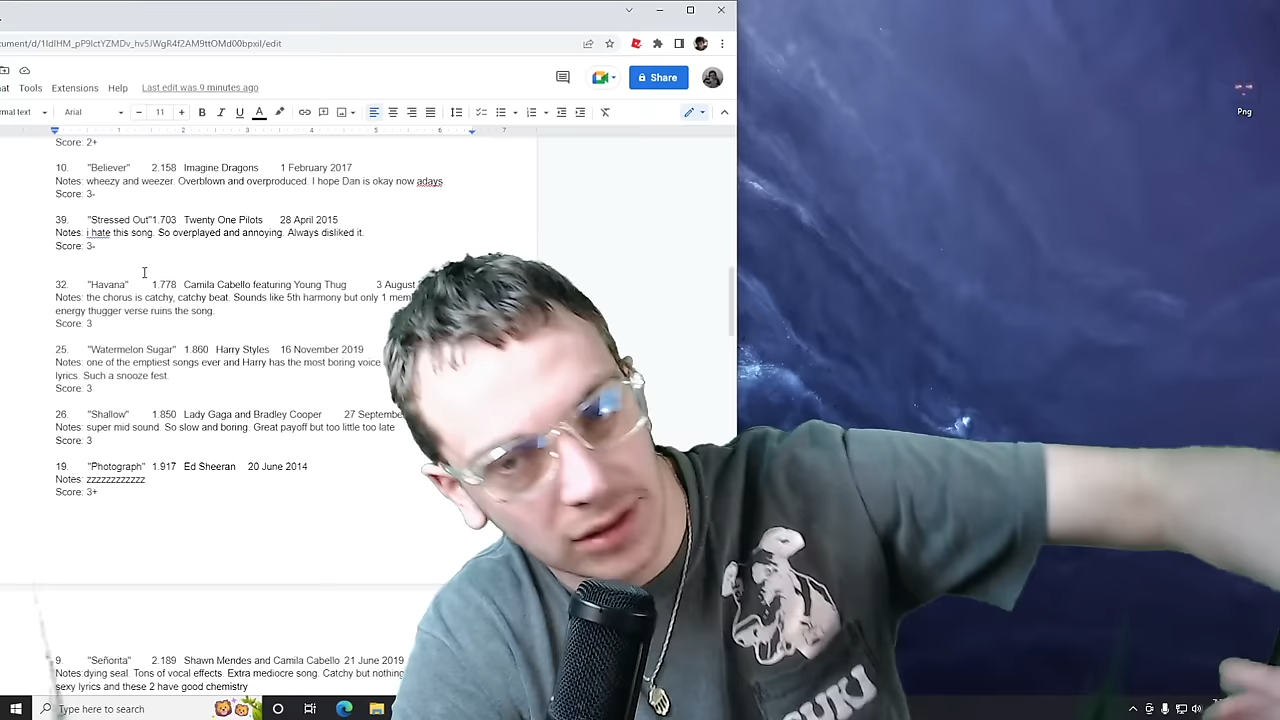 ument/d/1IdIHM_pP9lctYZMDv_hv5JWgR4f2AM9ttOMd00bpxiI/edit
at Tools Extensions Help Last edit was 9 minutes ago
Share
rmal text Arial 11
1 2 3 4 5 6 7
Score: 2+
10. "Believer" 2.158 Imagine Dragons 1 February 2017
Notes: wheezy and weezer. Overblown and overproduced. I hope Dan is okay now adays
Score: 3-
39. "Stressed Out"1.703 Twenty One Pilots 28 April 2015
Notes: i hate this song. So overplayed and annoying. Always disliked it.
Score: 3-
32. "Havana" 1.778 Camila Cabello featuring Young Thug 3 August
Notes: the chorus is catchy, catchy beat. Sounds like 5th harmony but only 1 mem
energy thugger verse ruins the song.
Score: 3
25. "Watermelon Sugar" 1.860 Harry Styles 16 November 2019
Notes: one of the emptiest songs ever and Harry has the most boring voice
lyrics. Such a snooze fest.
Score: 3
26. "Shallow" 1.850 Lady Gaga and Bradley Cooper 27 Septembe
Notes: super mid sound. So slow and boring. Great payoff but too little too late
Score: 3
19. "Photograph" 1.917 Ed Sheeran 20 June 2014
Notes: zzzzzzzzzzzz
Score: 3+
9. "Señorita" 2.189 Shawn Mendes and Camila Cabello 21 June 2019
Notes:dying seal. Tons of vocal effects. Extra mediocre song. Catchy but nothing
sexy lyrics and these 2 have good chemistry
Type here to search
Png
SUKI